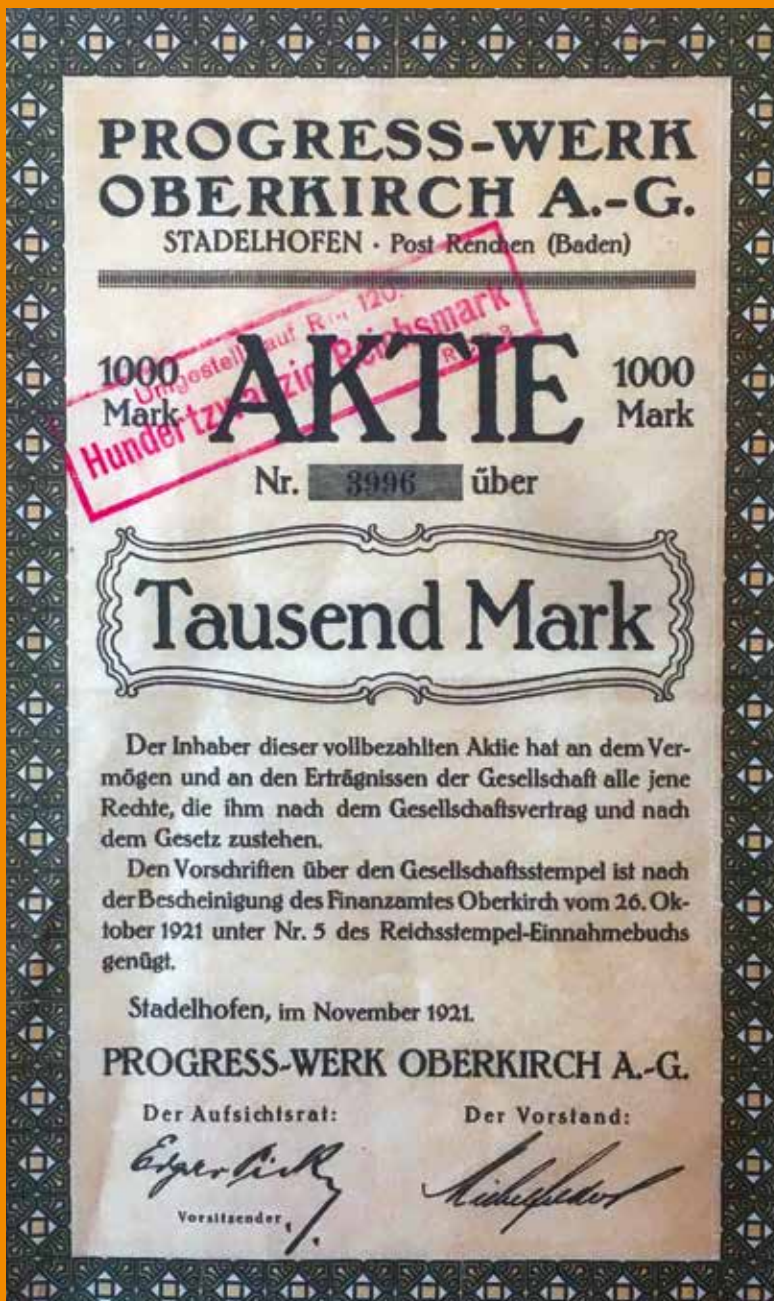 PROGRESS-WERK
OBERKIRCH A.-G.
STADELHOFEN · Post Renchen (Baden)
Umgestellt auf 120.
Hundertzwanzig Reichsmark
1000
Mark
AKTIE
1000
Mark
Nr. 3996 über
Tausend Mark
Der Inhaber dieser vollbezahlten Aktie hat an dem Ver-
mögen und an den Erträgnissen der Gesellschaft alle jene
Rechte, die ihm nach dem Gesellschaftsvertrag und nach
dem Gesetz zustehen.
Den Vorschriften über den Gesellschaftsstempel ist nach
der Bescheinigung des Finanzamtes Oberkirch vom 26. Ok-
tober 1921 unter Nr. 5 des Reichsstempel-Einnahmebuchs
genügt.
Stadelhofen, im November 1921.
PROGRESS-WERK OBERKIRCH A.-G.
Der Aufsichtsrat:
Der Vorstand:
Vorsitzender